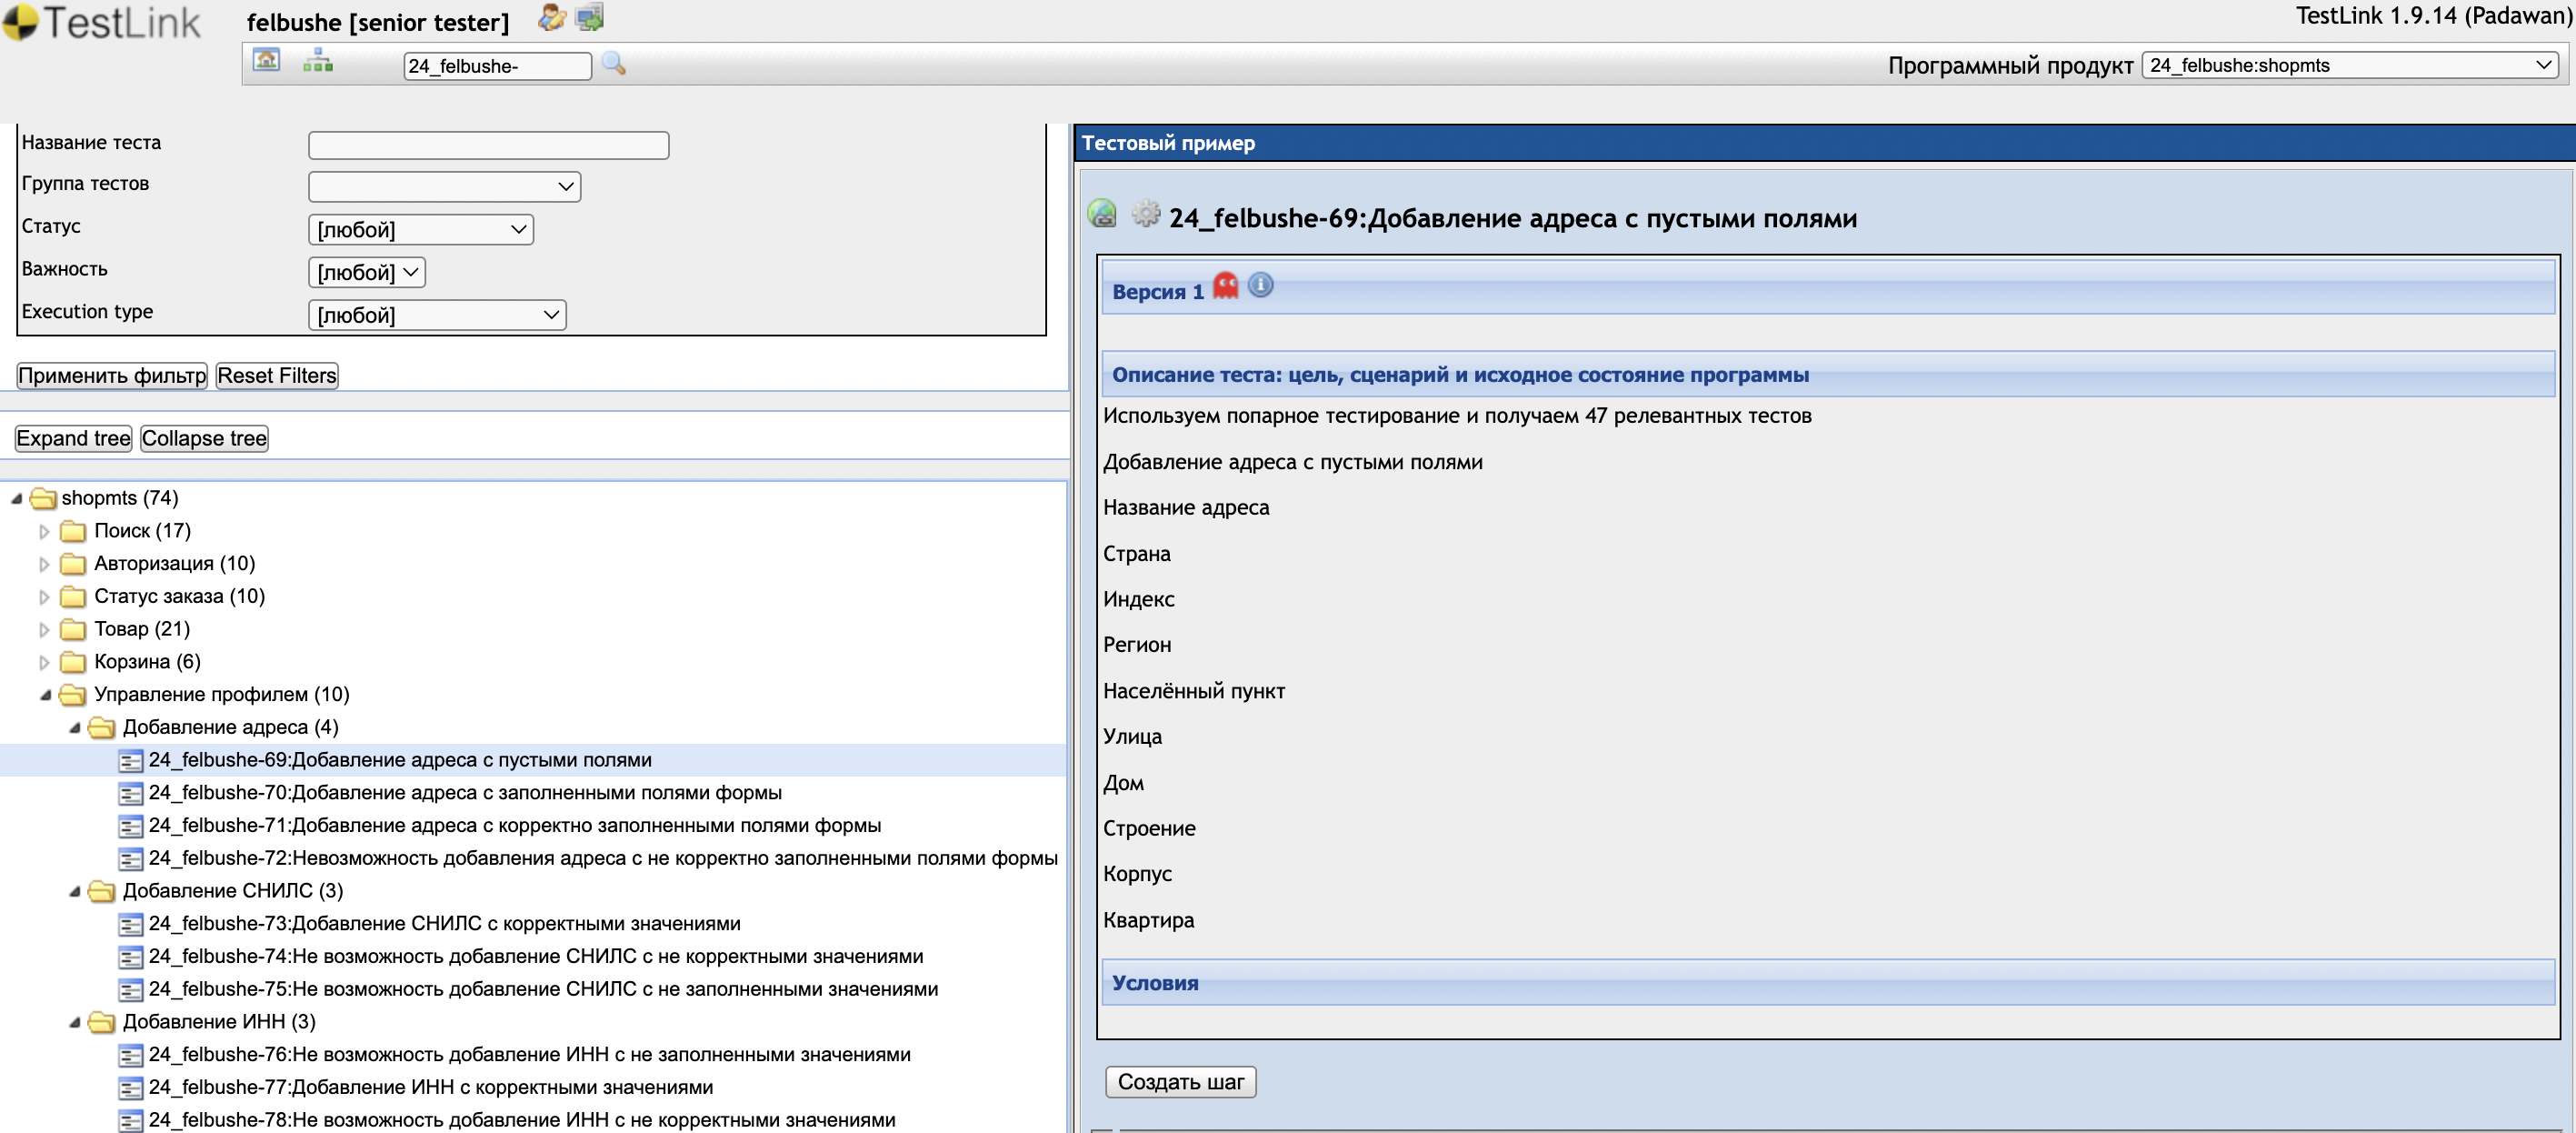 TestLink
felbushe [senior tester]
TestLink 1.9.14 (Padawan)
24_felbushe-
Программный продукт 24_felbushe:shopmts
Название теста
Группа тестов
Статус [любой]
Важность [любой]
Execution type [любой]
Применить фильтр Reset Filters
Expand tree Collapse tree
shopmts (74)
Поиск (17)
Авторизация (10)
Статус заказа (10)
Товар (21)
Корзина (6)
Управление профилем (10)
Добавление адреса (4)
24_felbushe-69:Добавление адреса с пустыми полями
24_felbushe-70:Добавление адреса с заполненными полями формы
24_felbushe-71:Добавление адреса с корректно заполненными полями формы
24_felbushe-72:Невозможность добавления адреса с не корректно заполненными полями формы
Добавление СНИЛС (3)
24_felbushe-73:Добавление СНИЛС с корректными значениями
24_felbushe-74:Не возможность добавление СНИЛС с не корректными значениями
24_felbushe-75:Не возможность добавление СНИЛС с не заполненными значениями
Добавление ИНН (3)
24_felbushe-76:Не возможность добавление ИНН с не заполненными значениями
24_felbushe-77:Добавление ИНН с корректными значениями
24_felbushe-78:Не возможность добавление ИНН с не корректными значениями
Тестовый пример
24_felbushe-69:Добавление адреса с пустыми полями
Версия 1
Описание теста: цель, сценарий и исходное состояние программы
Используем попарное тестирование и получаем 47 релевантных тестов
Добавление адреса с пустыми полями
Название адреса
Страна
Индекс
Регион
Населённый пункт
Улица
Дом
Строение
Корпус
Квартира
Условия
Создать шаг